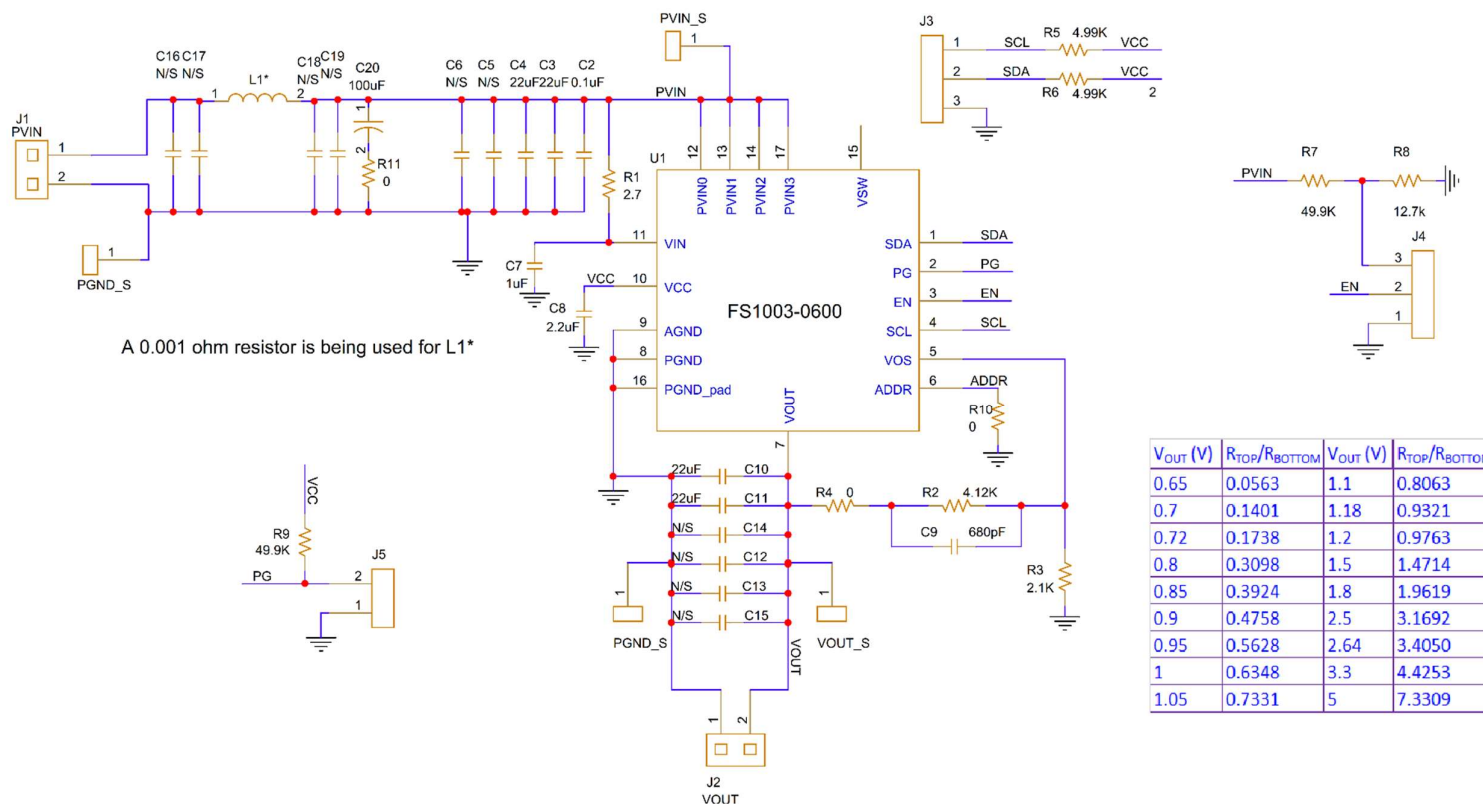 PVIN_S
1
J3
1
SCL
R5 4.99K
VCC
2
SDA
VCC
R6 4.99K
2
3
C16 C17
N/S N/S
L1*
1
2
C18 C19
N/S N/S
C20
100uF
1
2
R11
0
C6
N/S
C5
N/S
C4
22uF
C3
22uF
C2
0.1uF
PVIN
J1
PVIN
1
2
1
PGND_S
R1
2.7
C7
1uF
VCC
C8
2.2uF
U1
12
13
14
17
15
PVIN0
PVIN1
PVIN2
PVIN3
VSW
11 VIN
10 VCC
9 AGND
8 PGND
16 PGND_pad
FS1003-0600
SDA 1 SDA
PG 2 PG
EN 3 EN
SCL 4 SCL
VOS 5
ADDR 6 ADDR
VOUT
7
R10
0
PVIN
R7
49.9K
R8
12.7k
J4
3
EN
2
1
A 0.001 ohm resistor is being used for L1*
VCC
R9
49.9K
PG
J5
2
1
22uF C10
22uF C11
N/S C14
N/S C12
N/S C13
N/S C15
R4 0
R2 4.12K
C9 680pF
R3
2.1K
1
PGND_S
1
VOUT_S
VOUT
1
2
J2
VOUT
VOUT (V) RTOP/RBOTTOM VOUT (V) RTOP/RBOTTOM
0.65 0.0563 1.1 0.8063
0.7 0.1401 1.18 0.9321
0.72 0.1738 1.2 0.9763
0.8 0.3098 1.5 1.4714
0.85 0.3924 1.8 1.9619
0.9 0.4758 2.5 3.1692
0.95 0.5628 2.64 3.4050
1 0.6348 3.3 4.4253
1.05 0.7331 5 7.3309